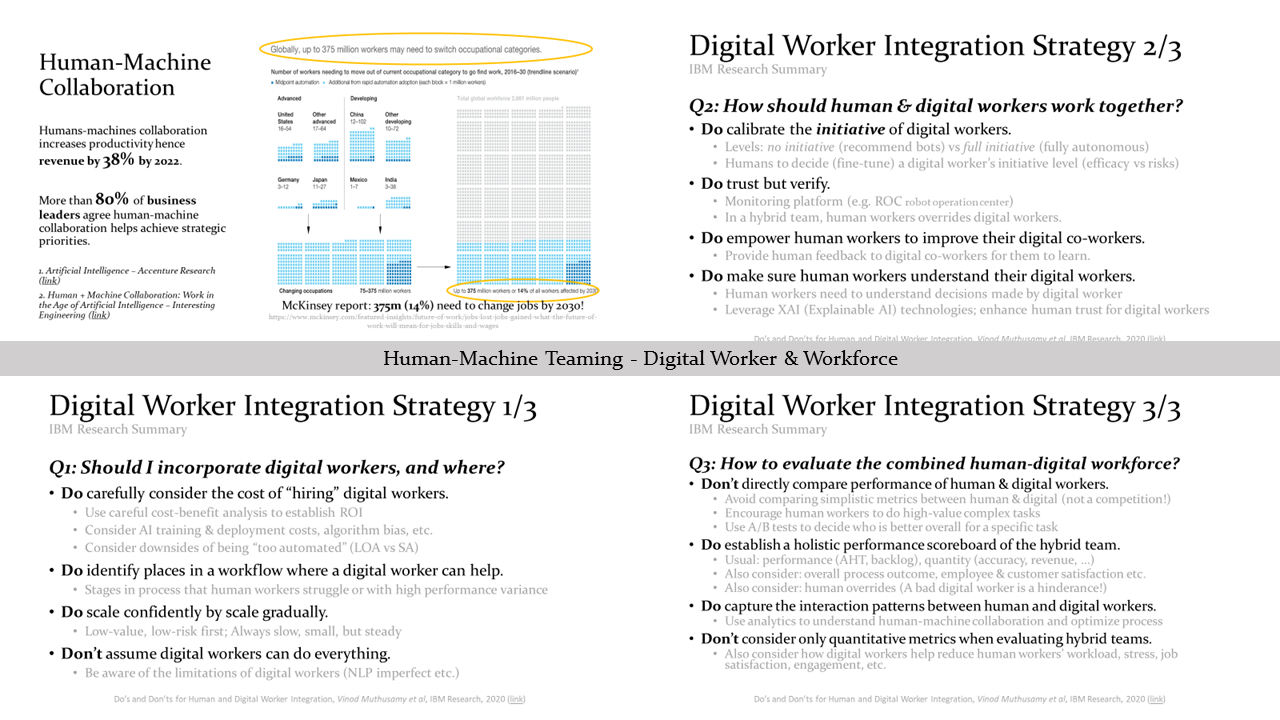 Human-Machine
Collaboration
Humans-machines collaboration
increases productivity hence
revenue by 38% by 2022.
More than 80% of business
leaders agree human-machine
collaboration helps achieve strategic
priorities.
1. Artificial Intelligence – Accenture Research
(link)
2. Human + Machine Collaboration: Work in
the Age of Artificial Intelligence – Interesting
Engineering (link)
Globally, up to 375 million workers may need to switch occupational categories.
Number of workers needing to move out of current occupational category to go find work, 2016–30 (trendline scenario)¹
Midpoint automation Additional from rapid automation adoption (each block = 1 million workers)
Advanced Developing
Total global workforce 2,661 million people
United
States
16–54
Other
advanced
17–64
China
12–102
Other
developing
10–72
Germany
3–12
Japan
11–27
Mexico
1–7
India
3–38
Changing occupations 75-375 million workers
Up to 375 million workers or 14% of all workers affected by 2030
McKinsey report: 375m (14%) need to change jobs by 2030!
https://www.mckinsey.com/featured-insights/future-of-work/jobs-lost-jobs-gained-what-the-future-of-
work-will-mean-for-jobs-skills-and-wages
Digital Worker Integration Strategy 2/3
IBM Research Summary
Q2: How should human & digital workers work together?
• Do calibrate the initiative of digital workers.
• Levels: no initiative (recommend bots) vs full initiative (fully autonomous)
• Humans to decide (fine-tune) a digital worker's initiative level (efficacy vs risks)
• Do trust but verify.
• Monitoring platform (e.g. ROC robot operation center)
• In a hybrid team, human workers overrides digital workers.
• Do empower human workers to improve their digital co-workers.
• Provide human feedback to digital co-workers for them to learn.
• Do make sure human workers understand their digital workers.
• Human workers need to understand decisions made by digital worker
• Leverage XAI (Explainable AI) technologies; enhance human trust for digital workers
Do's and Don'ts for Human and Digital Worker Integration, Vinod Muthusamy et al, IBM Research, 2020 (link)
Human-Machine Teaming - Digital Worker & Workforce
Digital Worker Integration Strategy 1/3
IBM Research Summary
Q1: Should I incorporate digital workers, and where?
• Do carefully consider the cost of “hiring” digital workers.
• Use careful cost-benefit analysis to establish ROI
• Consider AI training & deployment costs, algorithm bias, etc.
• Consider downsides of being “too automated” (LOA vs SA)
• Do identify places in a workflow where a digital worker can help.
• Stages in process that human workers struggle or with high performance variance
• Do scale confidently by scale gradually.
• Low-value, low-risk first; Always slow, small, but steady
• Don't assume digital workers can do everything.
• Be aware of the limitations of digital workers (NLP imperfect etc.)
Do's and Don'ts for Human and Digital Worker Integration, Vinod Muthusamy et al, IBM Research, 2020 (link)
Digital Worker Integration Strategy 3/3
IBM Research Summary
Q3: How to evaluate the combined human-digital workforce?
• Don't directly compare performance of human & digital workers.
• Avoid comparing simplistic metrics between human & digital (not a competition!)
• Encourage human workers to do high-value complex tasks
• Use A/B tests to decide who is better overall for a specific task
• Do establish a holistic performance scoreboard of the hybrid team.
• Usual: performance (AHT, backlog), quantity (accuracy, revenue, ...)
• Also consider: overall process outcome, employee & customer satisfaction etc.
• Also consider: human overrides (A bad digital worker is a hinderance!)
• Do capture the interaction patterns between human and digital workers.
• Use analytics to understand human-machine collaboration and optimize process
• Don't consider only quantitative metrics when evaluating hybrid teams.
• Also consider how digital workers help reduce human workers' workload, stress, job
satisfaction, engagement, etc.
Do's and Don'ts for Human and Digital Worker Integration, Vinod Muthusamy et al, IBM Research, 2020 (link)